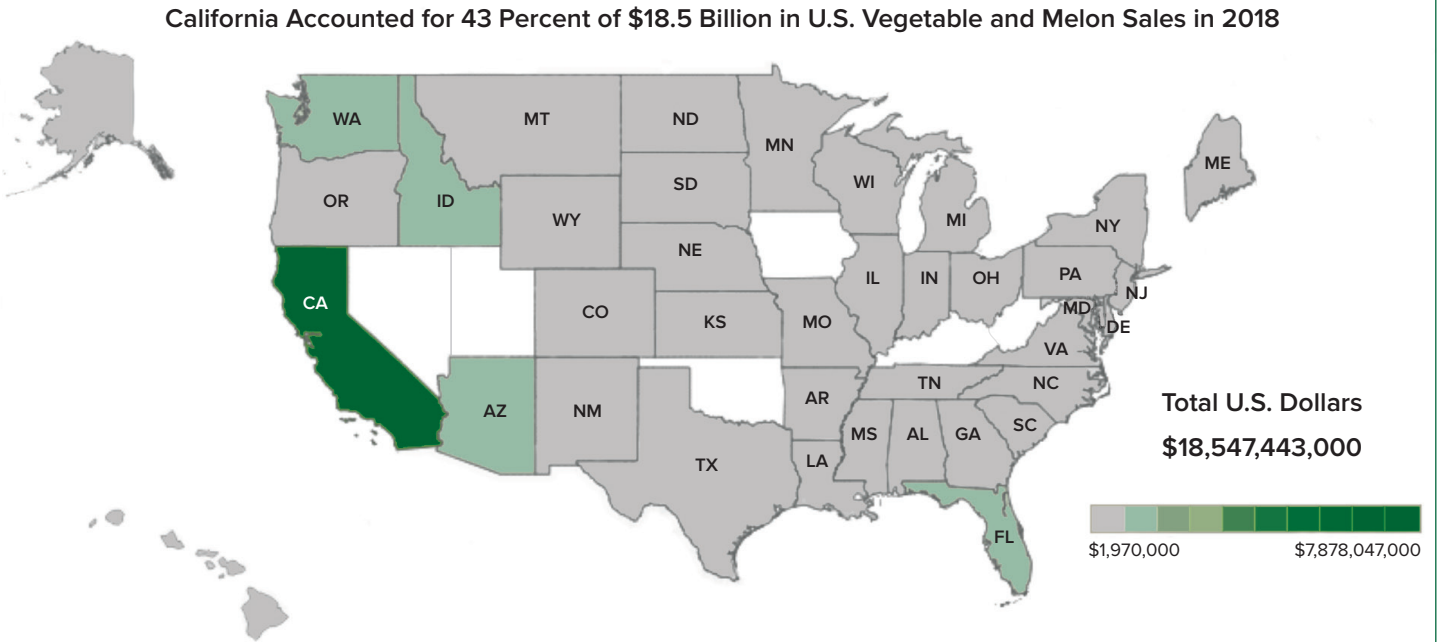 California Accounted for 43 Percent of $18.5 Billion in U.S. Vegetable and Melon Sales in 2018
WA
MT
ND
MN
ME
OR
ID
WY
SD
WI
MI
NY
NE
IL
IN
OH
PA
NJ
CA
CO
KS
MO
MD
DE
VA
AZ
NM
AR
TN
NC
MS
AL
GA
SC
TX
LA
FL
Total U.S. Dollars
$18,547,443,000
$1,970,000
$7,878,047,000